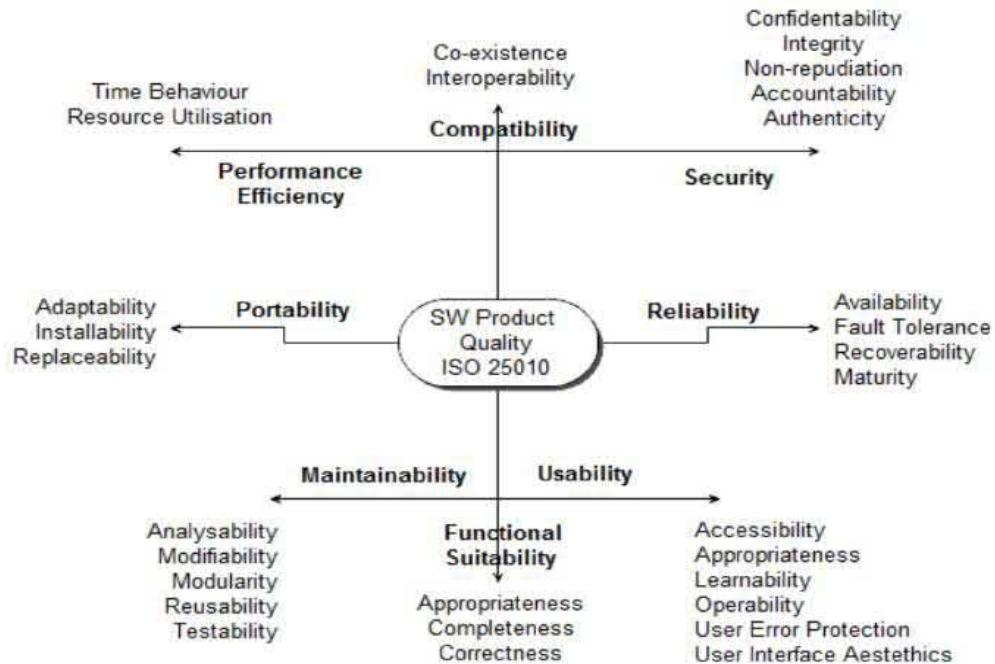 Confidentability
Integrity
Non-repudiation
Accountability
Authenticity
Co-existence
Interoperability
Time Behaviour
Resource Utilisation
Compatibility
Performance
Efficiency
Security
Adaptability
Installability
Replaceability
Portability
SW Product
Quality
ISO 25010
Reliability
Availability
Fault Tolerance
Recoverability
Maturity
Maintainability
Usability
Analysability
Modifiability
Modularity
Reusability
Testability
Functional
Suitability
Appropriateness
Completeness
Correctness
Accessibility
Appropriateness
Learnability
Operability
User Error Protection
User Interface Aestethics